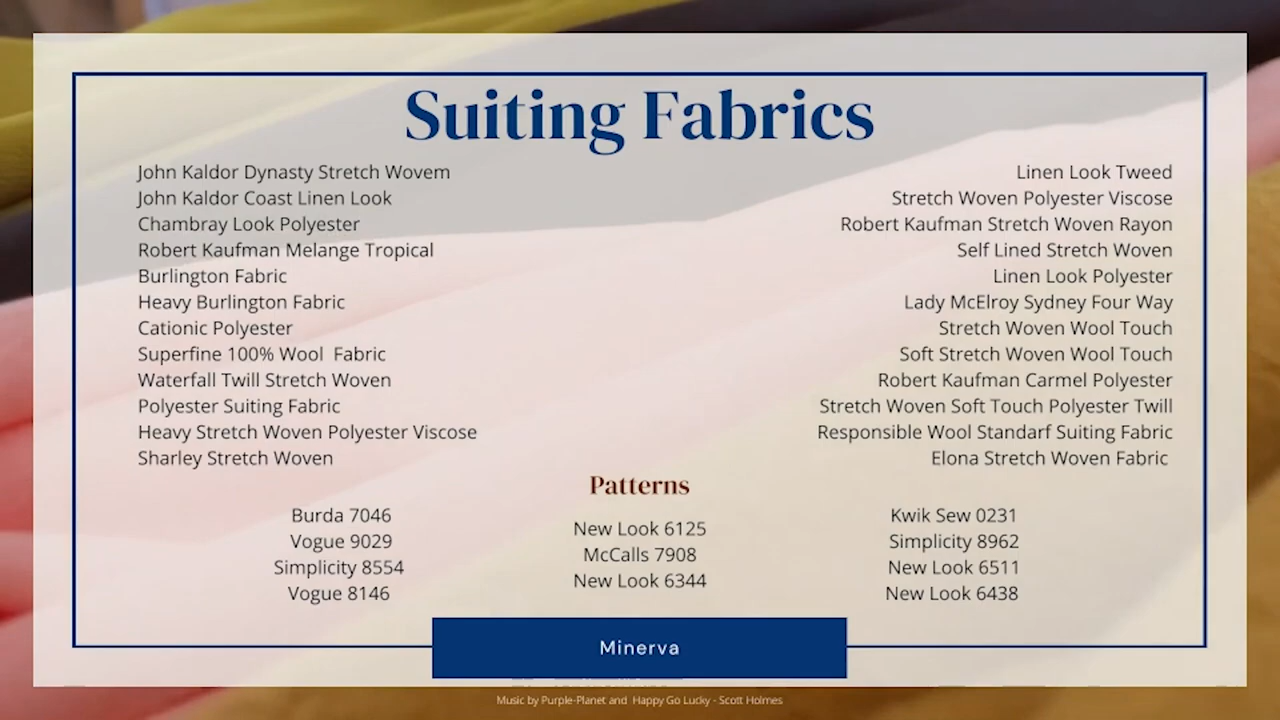 Suiting Fabrics
John Kaldor Dynasty Stretch Wovem
John Kaldor Coast Linen Look
Chambray Look Polyester
Robert Kaufman Melange Tropical
Burlington Fabric
Heavy Burlington Fabric
Cationic Polyester
Superfine 100% Wool  Fabric
Waterfall Twill Stretch Woven
Polyester Suiting Fabric
Heavy Stretch Woven Polyester Viscose
Sharley Stretch Woven
Linen Look Tweed
Stretch Woven Polyester Viscose
Robert Kaufman Stretch Woven Rayon
Self Lined Stretch Woven
Linen Look Polyester
Lady McElroy Sydney Four Way
Stretch Woven Wool Touch
Soft Stretch Woven Wool Touch
Robert Kaufman Carmel Polyester
Stretch Woven Soft Touch Polyester Twill
Responsible Wool Standarf Suiting Fabric
Elona Stretch Woven Fabric
Patterns
Burda 7046
Vogue 9029
Simplicity 8554
Vogue 8146
New Look 6125
McCalls 7908
New Look 6344
Kwik Sew 0231
Simplicity 8962
New Look 6511
New Look 6438
Minerva
Music by Purple-Planet and  Happy Go Lucky - Scott Holmes